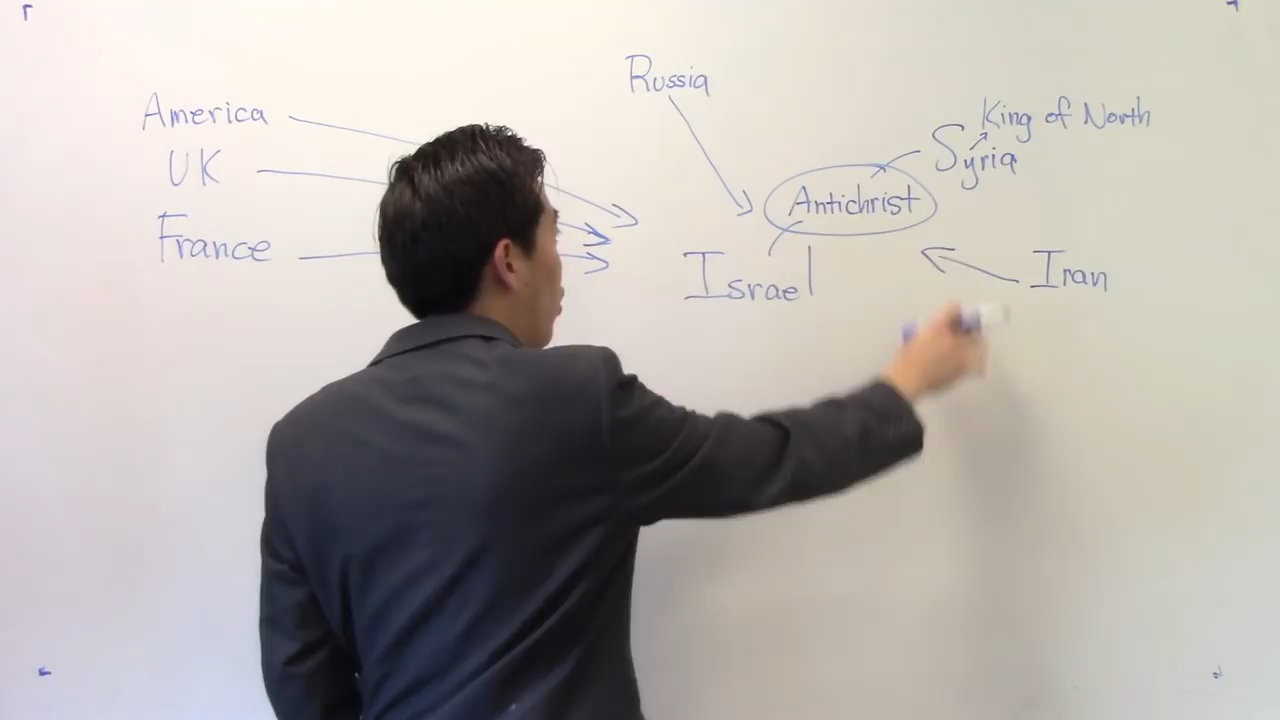 Russia
America
King of North
Syria
UK
Antichrist
France
Israel
Iran